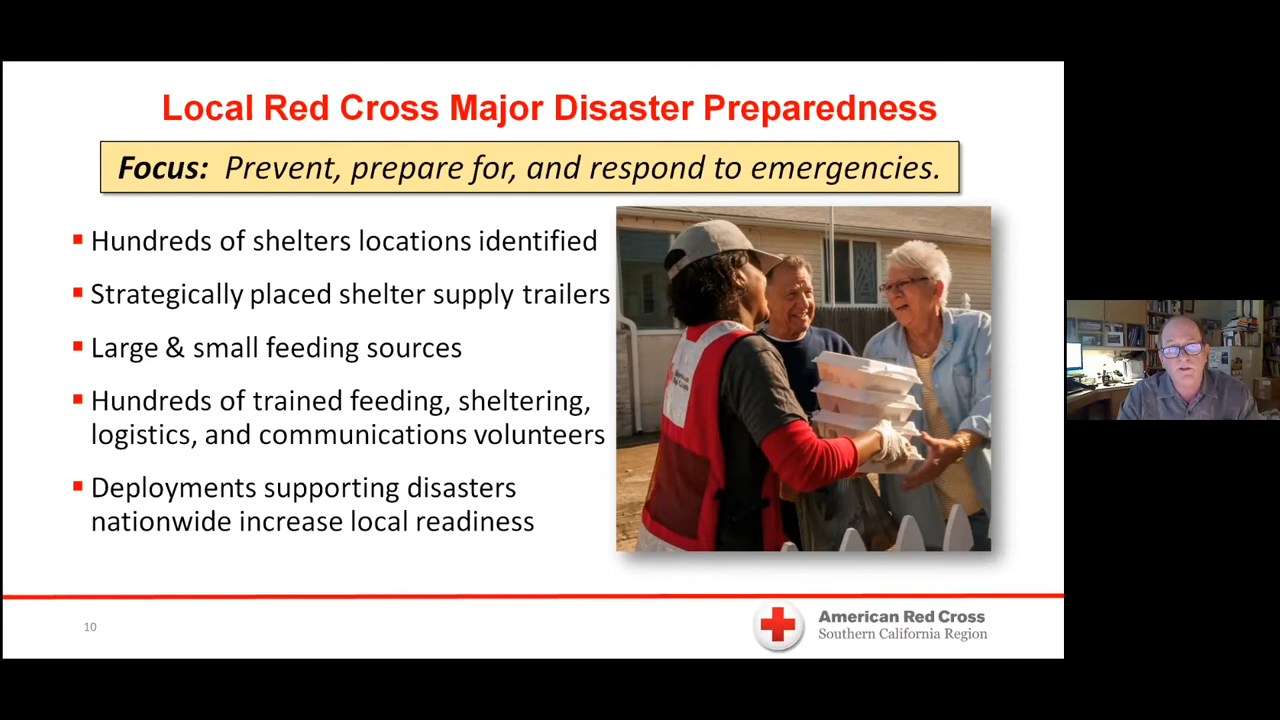 Local Red Cross Major Disaster Preparedness
Focus: Prevent, prepare for, and respond to emergencies.
Hundreds of shelters locations identified
Strategically placed shelter supply trailers
Large & small feeding sources
Hundreds of trained feeding, sheltering,
logistics, and communications volunteers
Deployments supporting disasters
nationwide increase local readiness
10
American Red Cross
Southern California Region